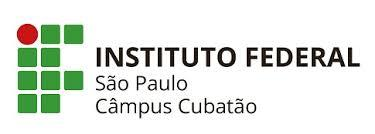 INSTITUTO FEDERAL
São Paulo
Câmpus Cubatão